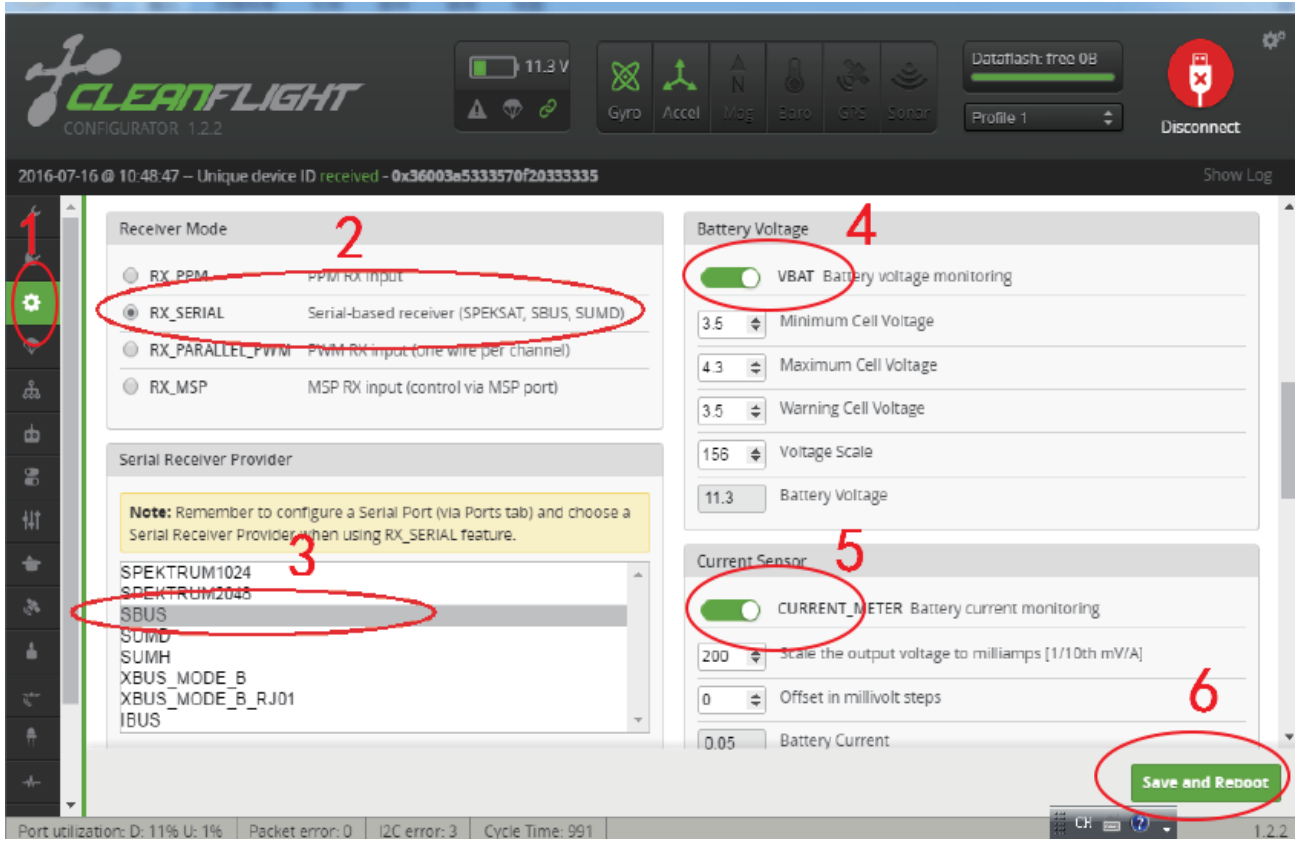 CLEANFLIGHT
CONFIGURATOR 1.2.2
11.3 V
Gyro Accel Mag Baro GPS Sonar
Dataflash: free 0B
Profile 1
Disconnect
2016-07-16 @ 10:48:47 -- Unique device ID received - 0x36003a5333570f20333335
Show Log
1
Receiver Mode
2
RX_PPM PPM RX input
RX_SERIAL Serial-based receiver (SPEKSAT, SBUS, SUMD)
RX_PARALLEL_PWM PWM RX input (one wire per channel)
RX_MSP MSP RX input (control via MSP port)
Serial Receiver Provider
Note: Remember to configure a Serial Port (via Ports tab) and choose a
Serial Receiver Provider when using RX_SERIAL feature.
3
SPEKTRUM1024
SPEKTRUM2048
SBUS
SUMD
SUMH
XBUS_MODE_B
XBUS_MODE_B_RJ01
IBUS
Battery Voltage
4
VBAT Battery voltage monitoring
3.5 Minimum Cell Voltage
4.3 Maximum Cell Voltage
3.5 Warning Cell Voltage
156 Voltage Scale
11.3 Battery Voltage
Current Sensor
5
CURRENT_METER Battery current monitoring
200 Scale the output voltage to milliamps [1/10th mV/A]
0 Offset in millivolt steps
0.05 Battery Current
6
Save and Reboot
Port utilization: D: 11% U: 1% Packet error: 0 I2C error: 3 Cycle Time: 991
CH
1.2.2